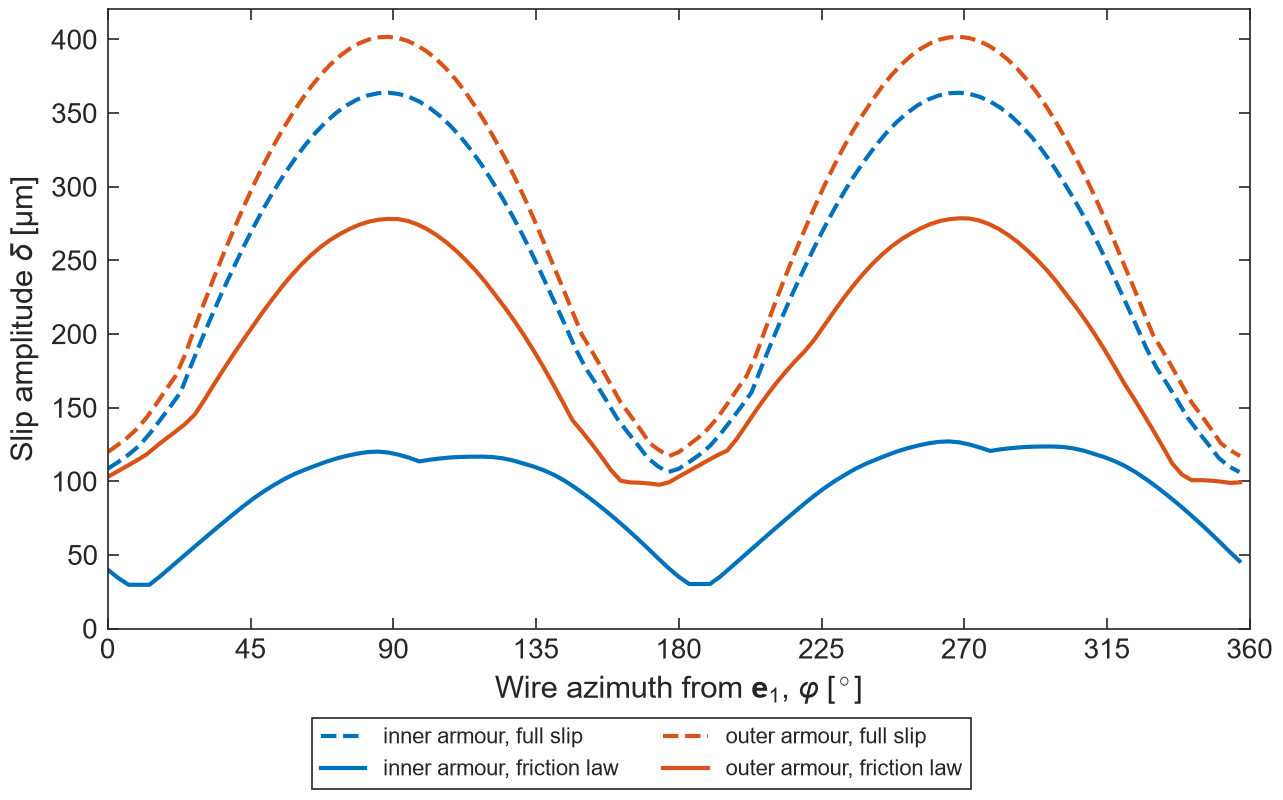 Slip amplitude δ [μm]
400
350
300
250
200
150
100
50
0
0 45 90 135 180 225 270 315 360
Wire azimuth from e₁, φ [°]
inner armour, full slip
inner armour, friction law
outer armour, full slip
outer armour, friction law